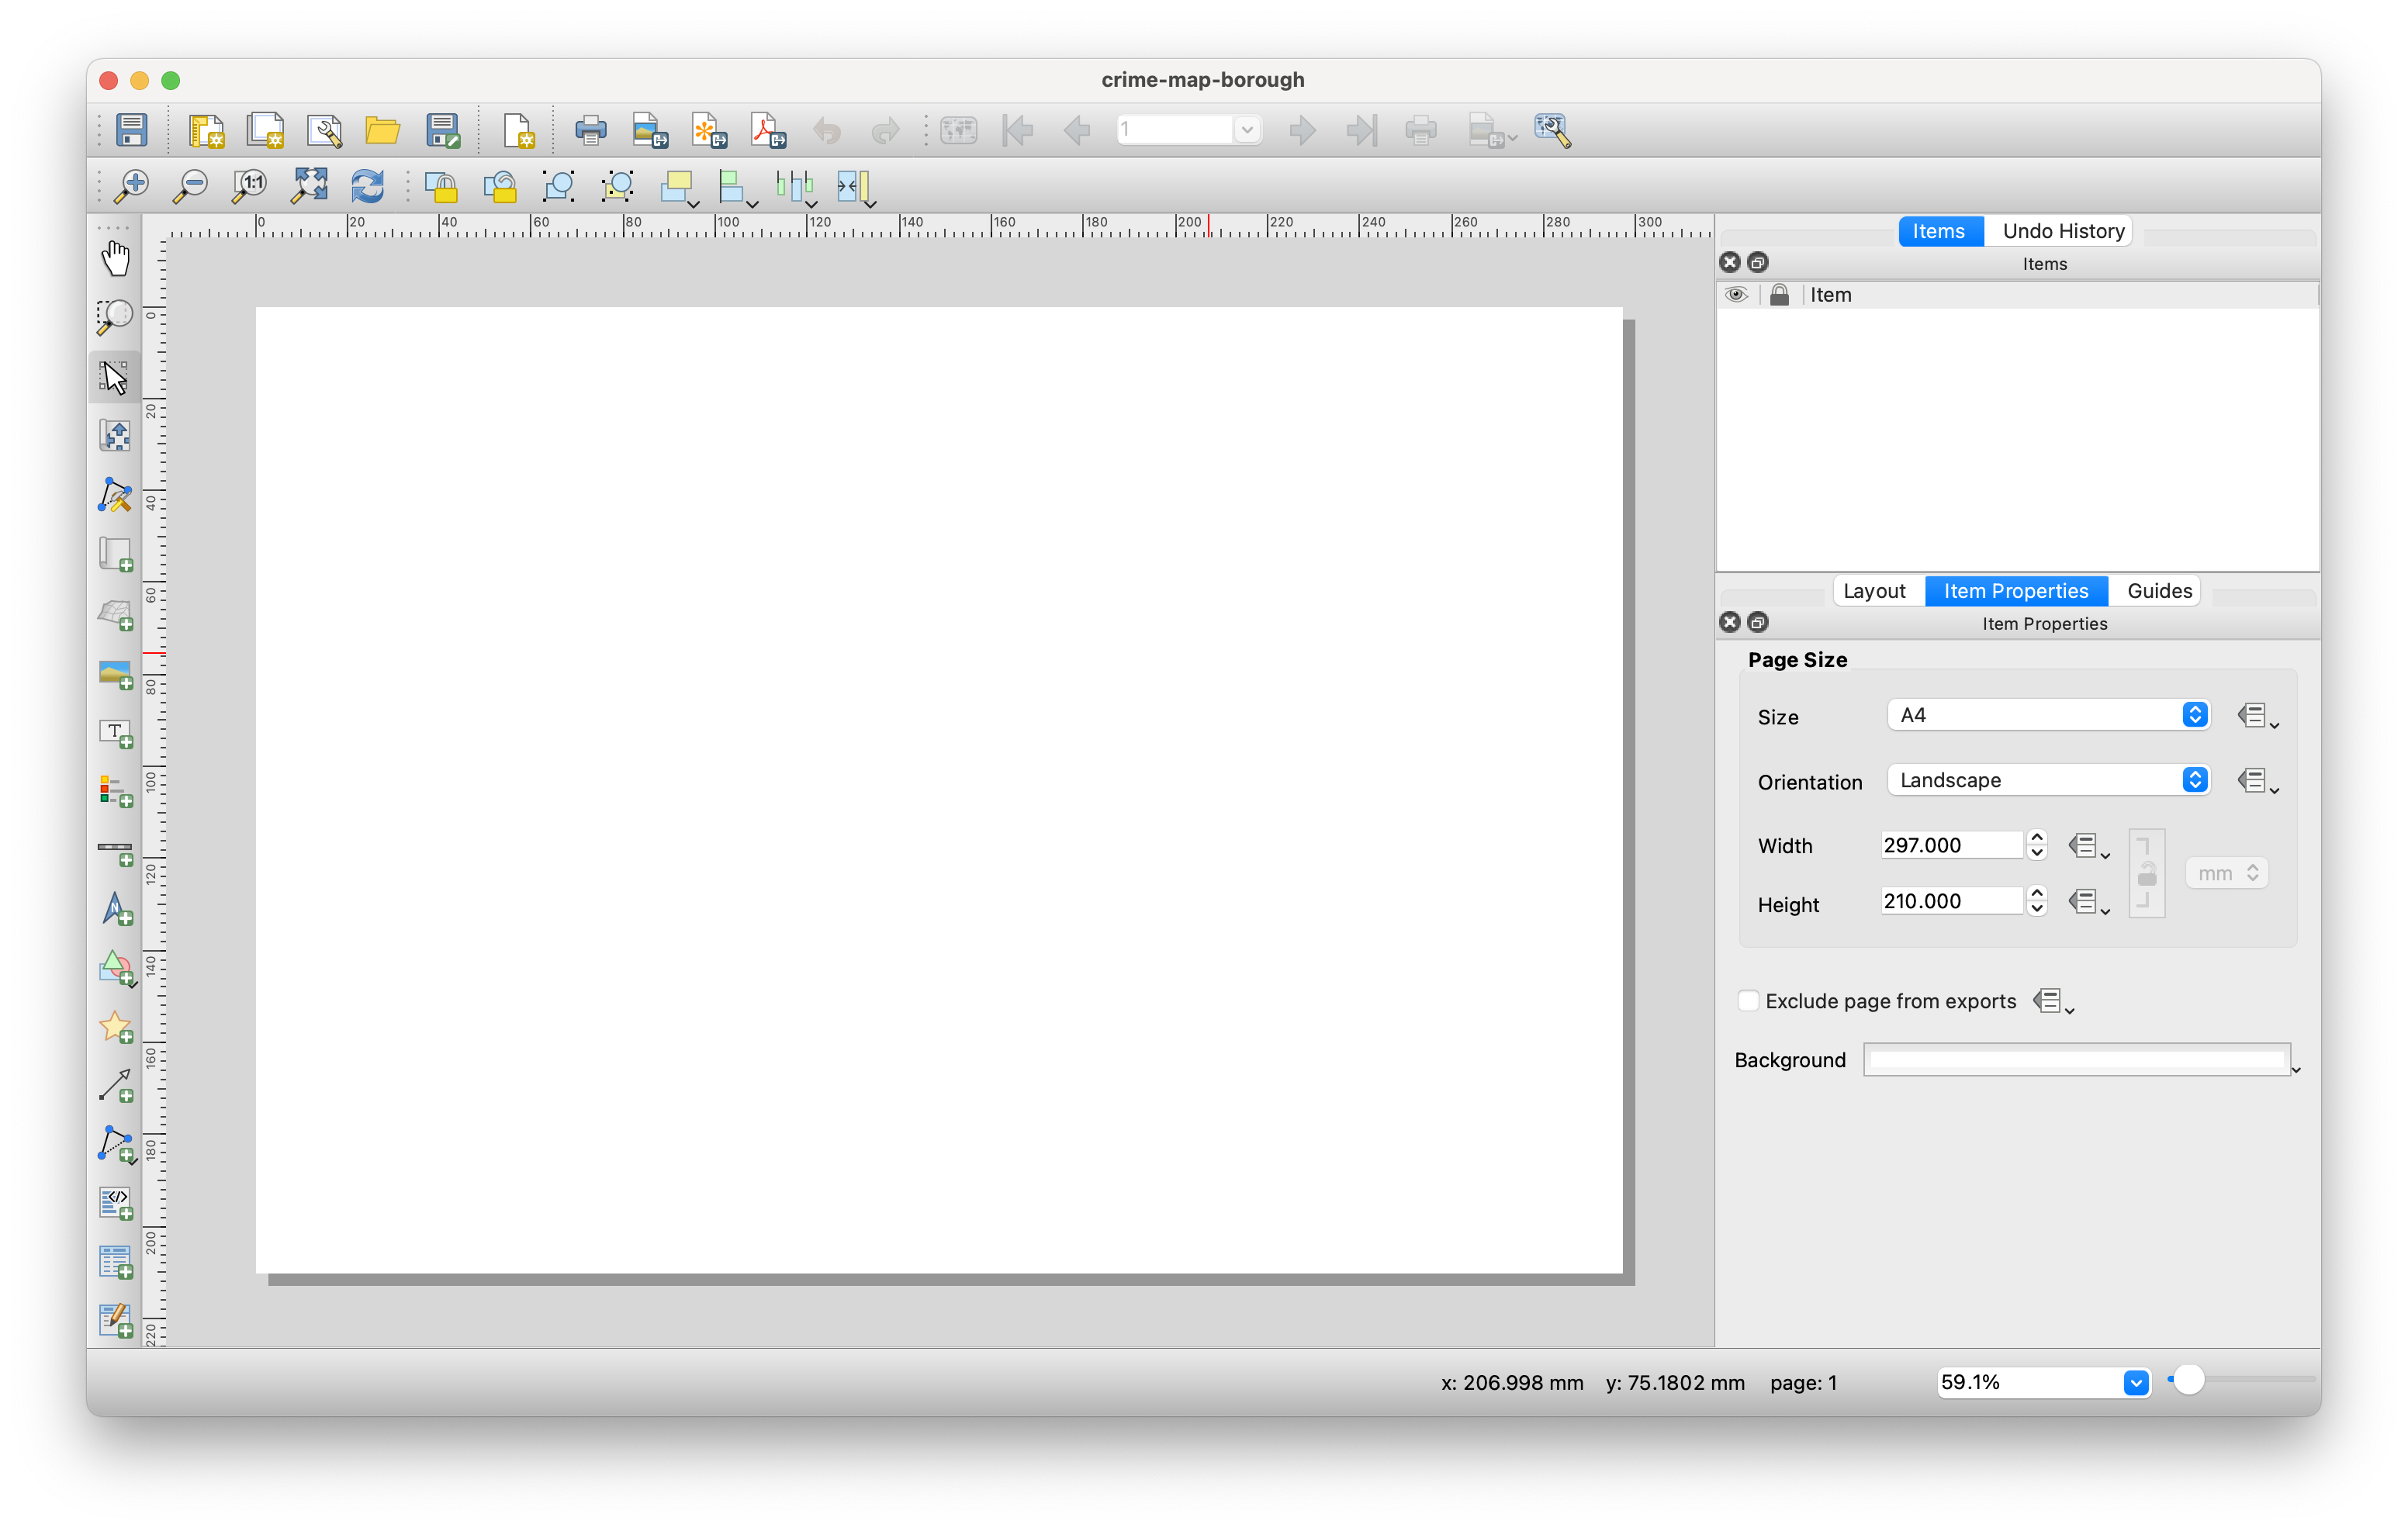 crime-map-borough
1
1:1
0 20 40 60 80 100 120 140 160 180 200 220 240 260 280 300
Items Undo History
Items
Item
0
20
40
60
80
100
120
140
160
180
200
220
T
N
</>
Layout Item Properties Guides
Item Properties
Page Size
Size A4
Orientation Landscape
Width 297.000
mm
Height 210.000
Exclude page from exports
Background
x: 206.998 mm y: 75.1802 mm page: 1 59.1%